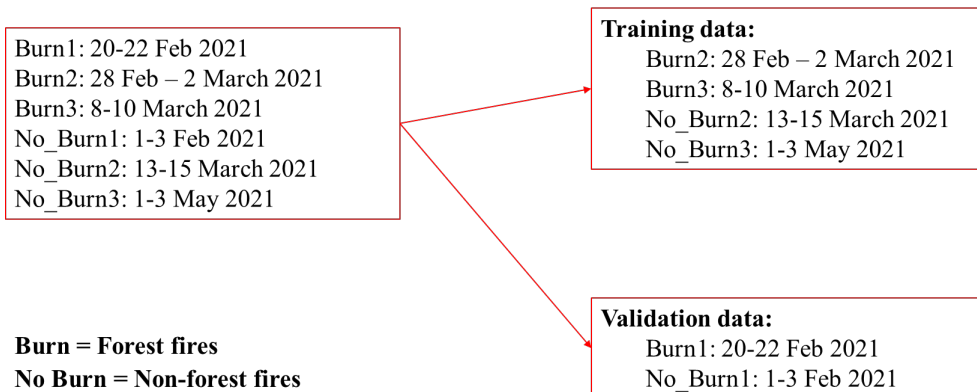 Burn1: 20-22 Feb 2021
Burn2: 28 Feb – 2 March 2021
Burn3: 8-10 March 2021
No_Burn1: 1-3 Feb 2021
No_Burn2: 13-15 March 2021
No_Burn3: 1-3 May 2021
Training data:
Burn2: 28 Feb – 2 March 2021
Burn3: 8-10 March 2021
No_Burn2: 13-15 March 2021
No_Burn3: 1-3 May 2021
Validation data:
Burn1: 20-22 Feb 2021
No_Burn1: 1-3 Feb 2021
Burn = Forest fires
No Burn = Non-forest fires